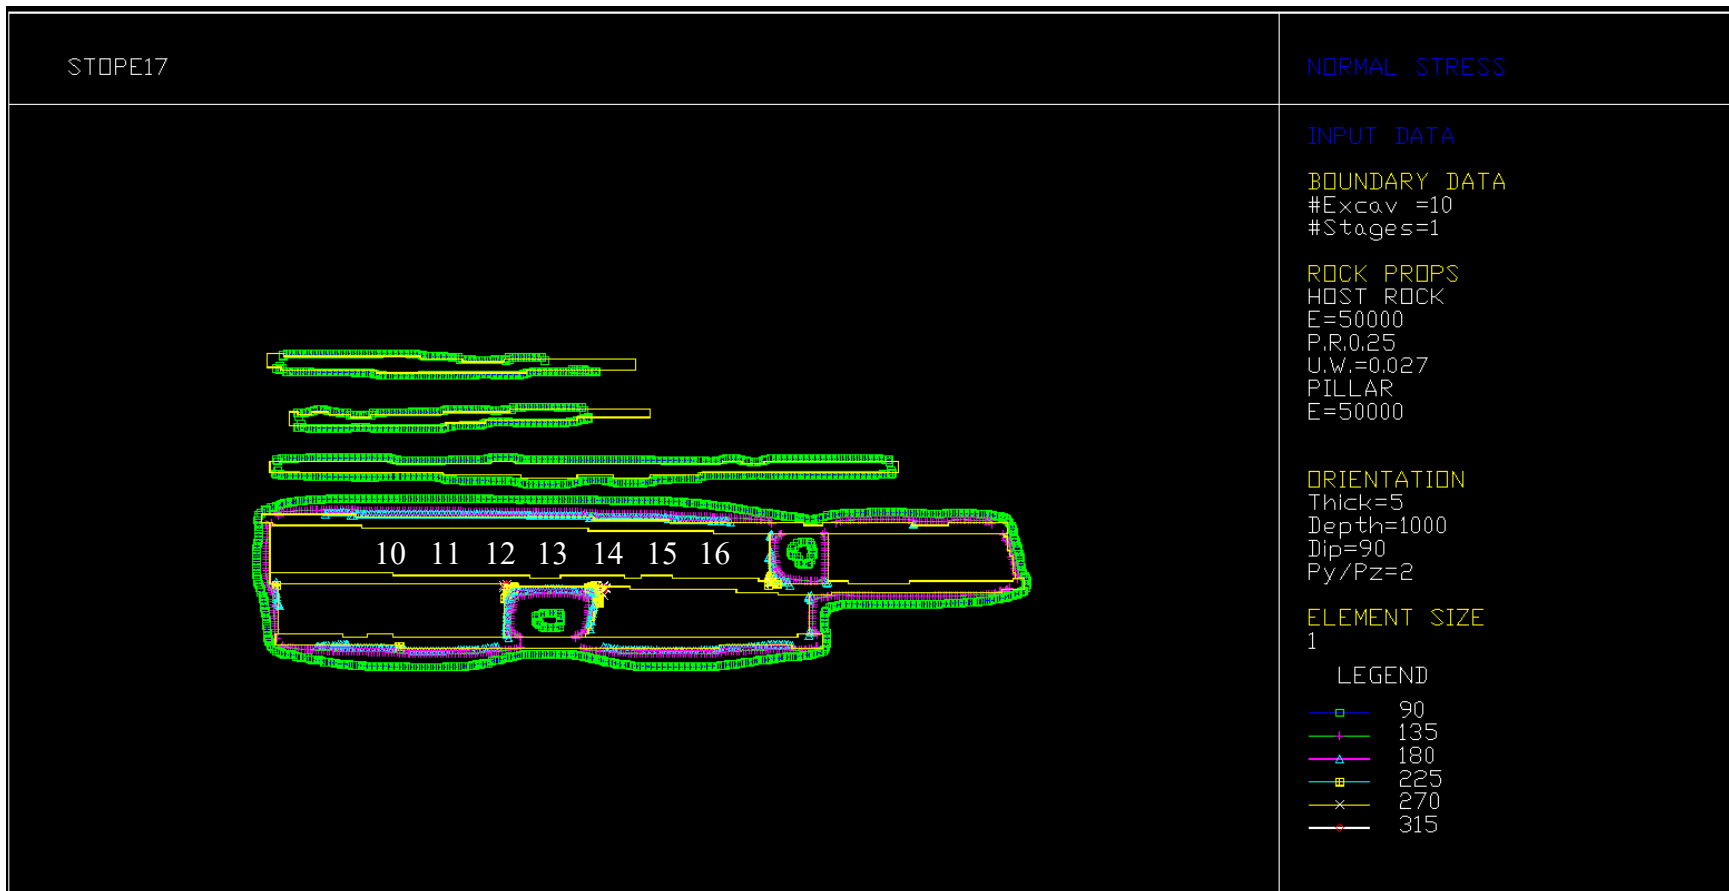 STOPE17
NORMAL STRESS
INPUT DATA
BOUNDARY DATA
#Excav =10
#Stages=1
ROCK PROPS
HOST ROCK
E=50000
P.R.0.25
U.W.=0.027
PILLAR
E=50000
ORIENTATION
Thick=5
Depth=1000
Dip=90
Py/Pz=2
ELEMENT SIZE
1
LEGEND
90
135
180
225
270
315
10 11 12 13 14 15 16